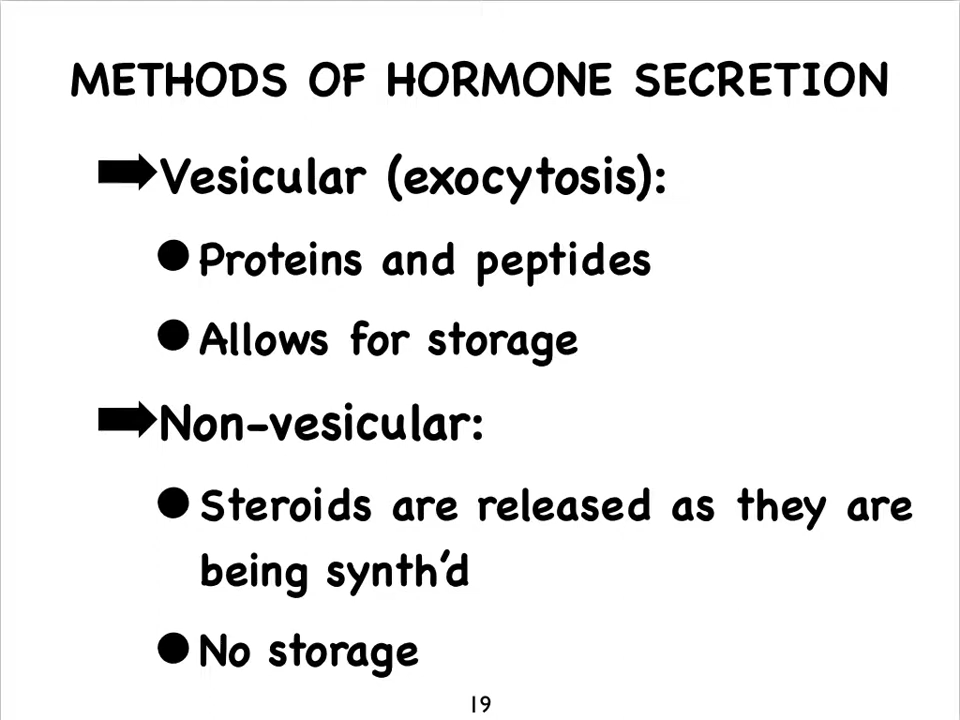 METHODS OF HORMONE SECRETION
Vesicular (exocytosis):
Proteins and peptides
Allows for storage
Non-vesicular:
Steroids are released as they are
being synth'd
No storage
19